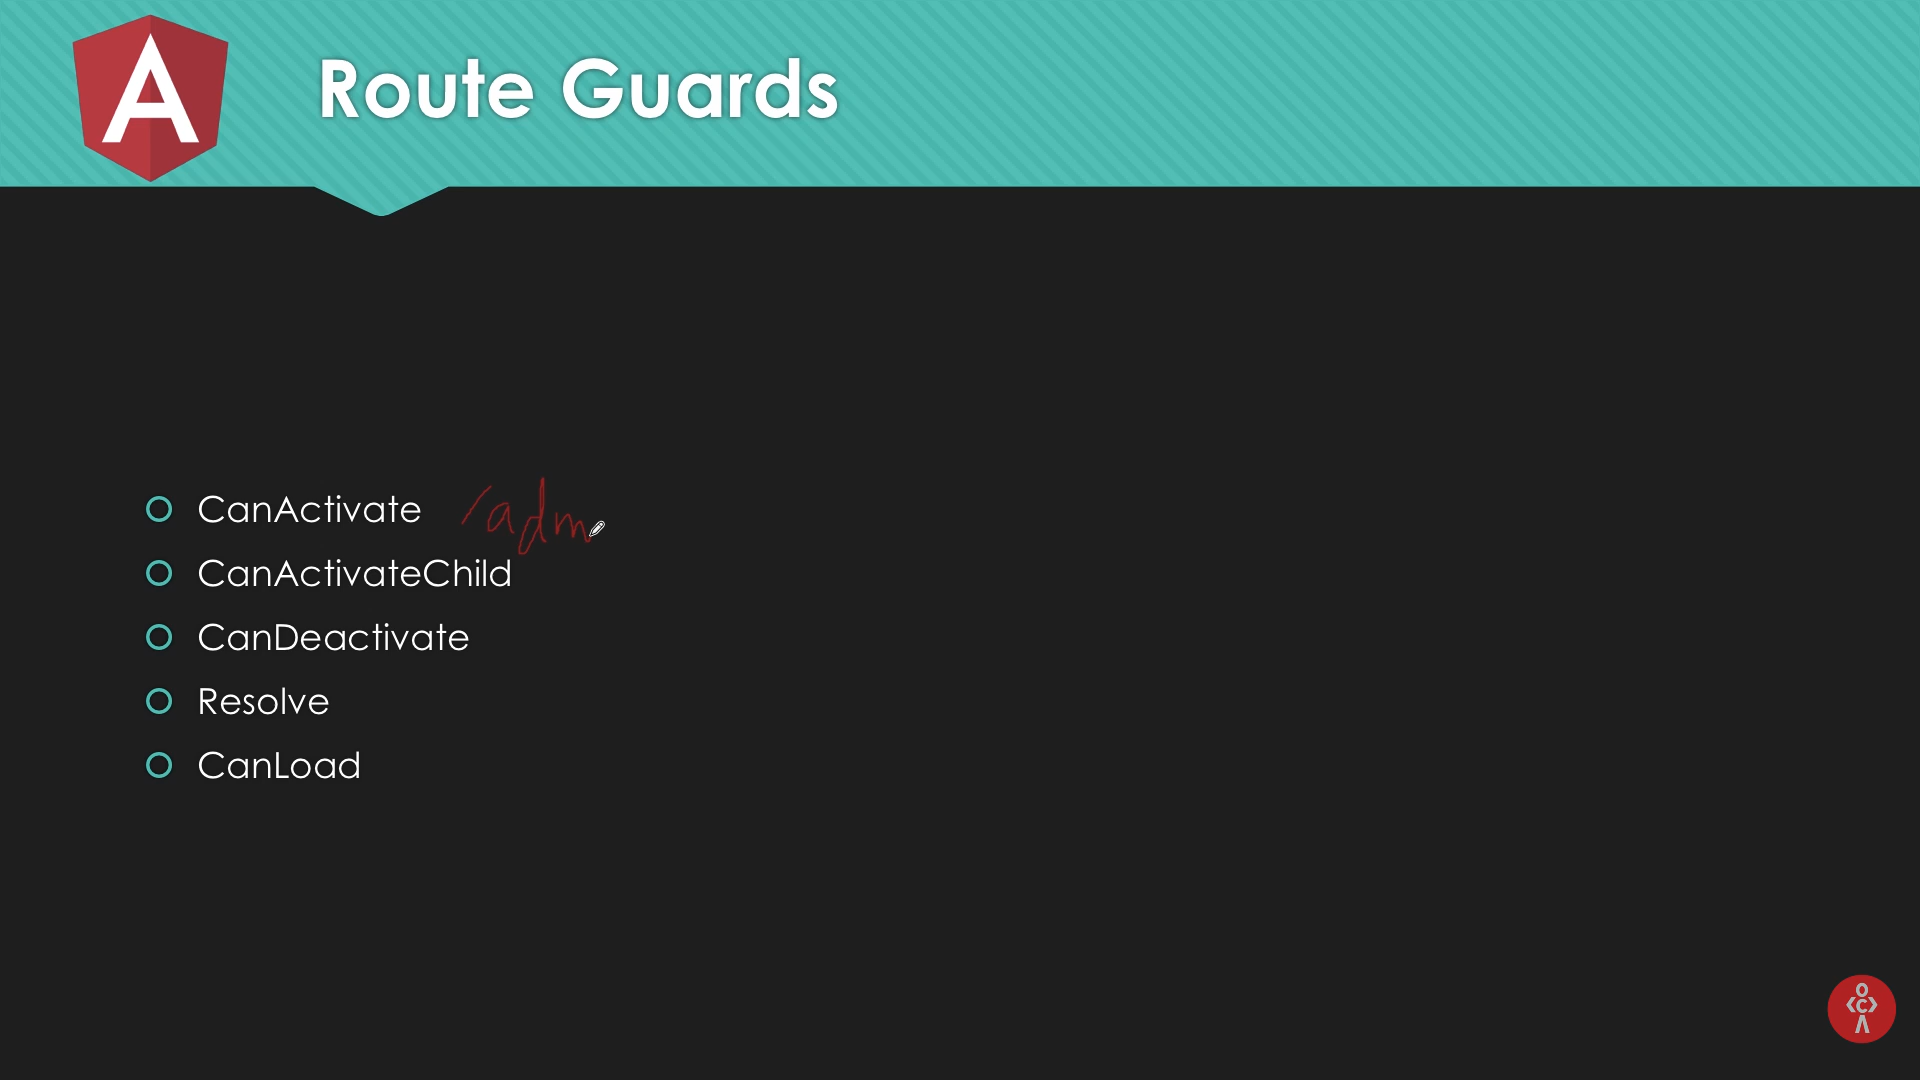 Route Guards
CanActivate /adm
CanActivateChild
CanDeactivate
Resolve
CanLoad